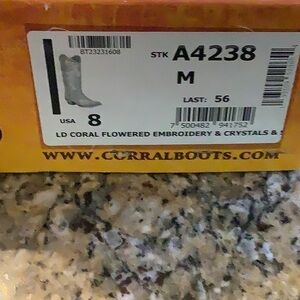 BT23231608
STK A4238
M
LAST: 56
USA 8
7 500482 941752
LD CORAL FLOWERED EMBROIDERY & CRYSTALS &
WWW.CORRALBOOTS.COM